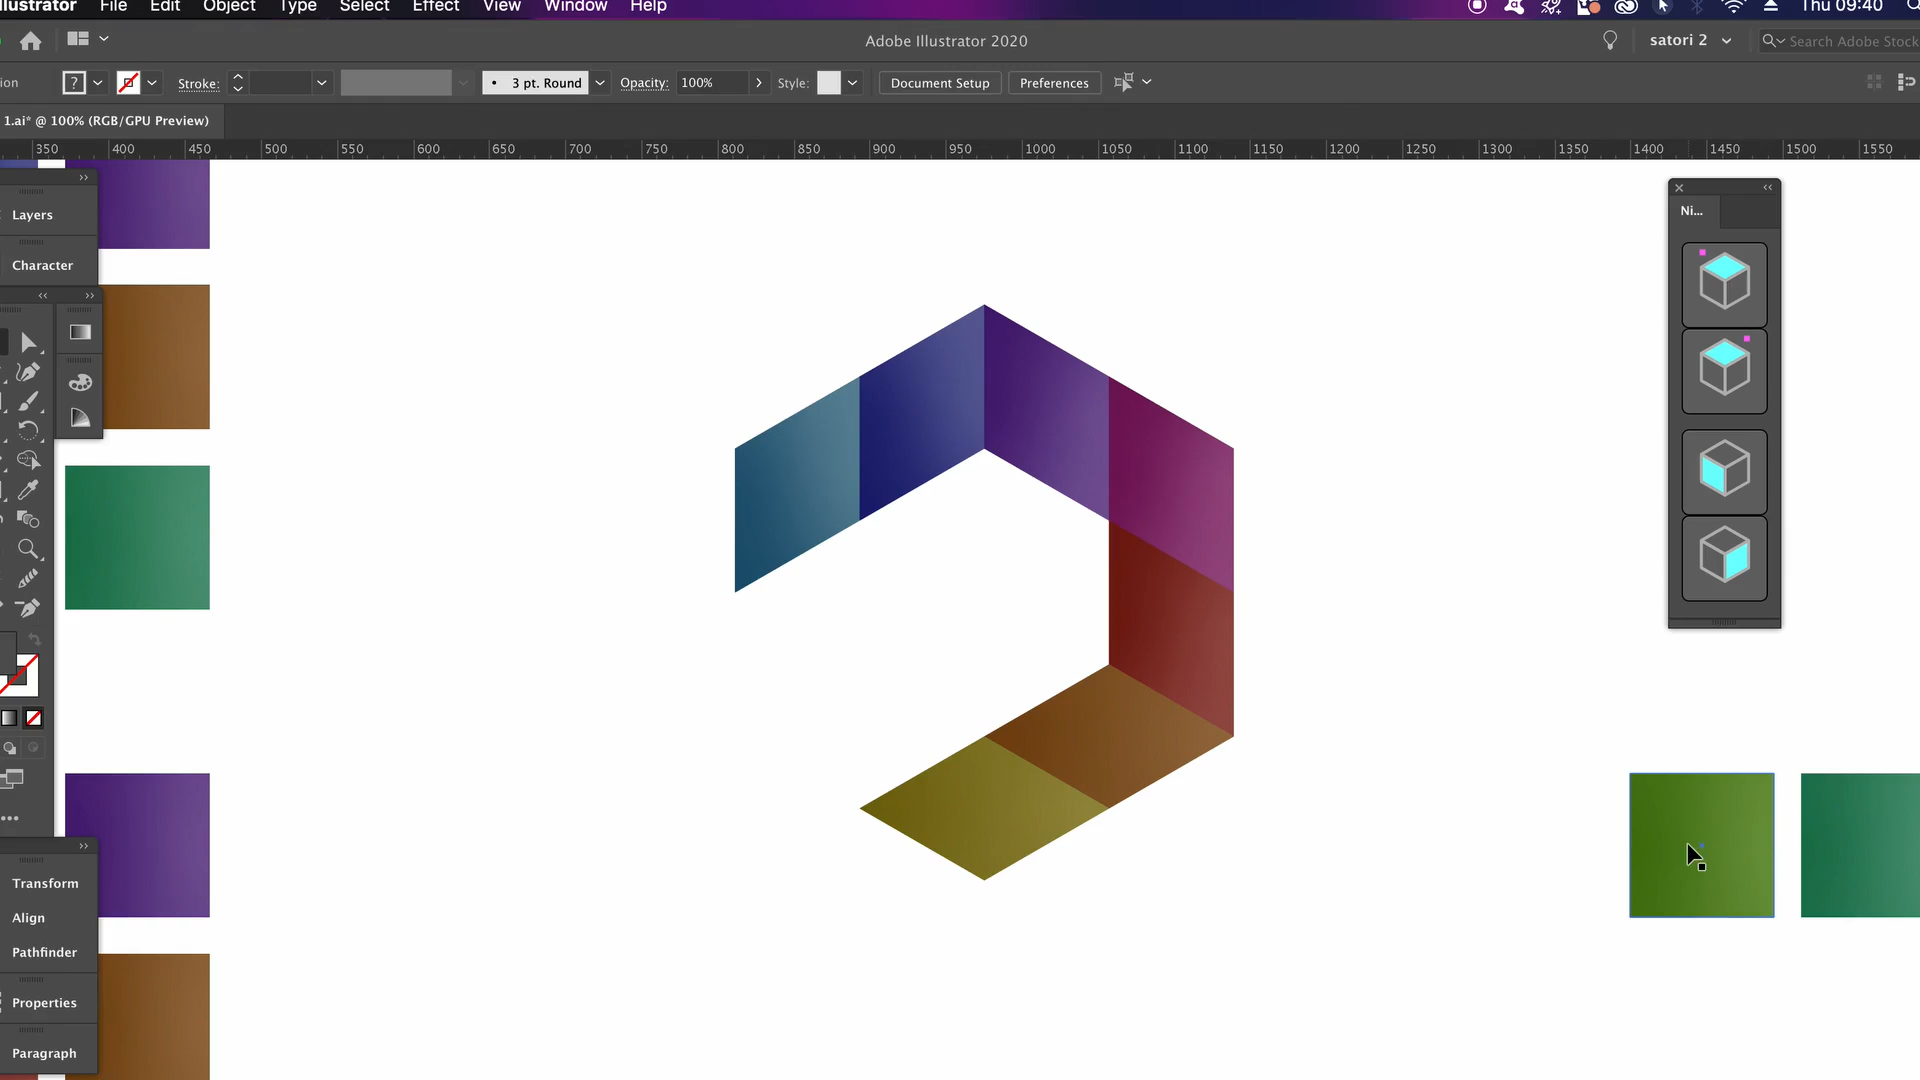 llustrator File Edit Object Type Select Effect View Window Help Thu 09:40
Adobe Illustrator 2020 satori 2 Search Adobe Stock
ion ? Stroke: 3 pt. Round Opacity: 100% Style: Document Setup Preferences
1.ai* @ 100% (RGB/GPU Preview)
350 400 450 500 550 600 650 700 750 800 850 900 950 1000 1050 1100 1150 1200 1250 1300 1350 1400 1450 1500 1550
Layers
Ni...
Character
Transform
Align
Pathfinder
Properties
Paragraph